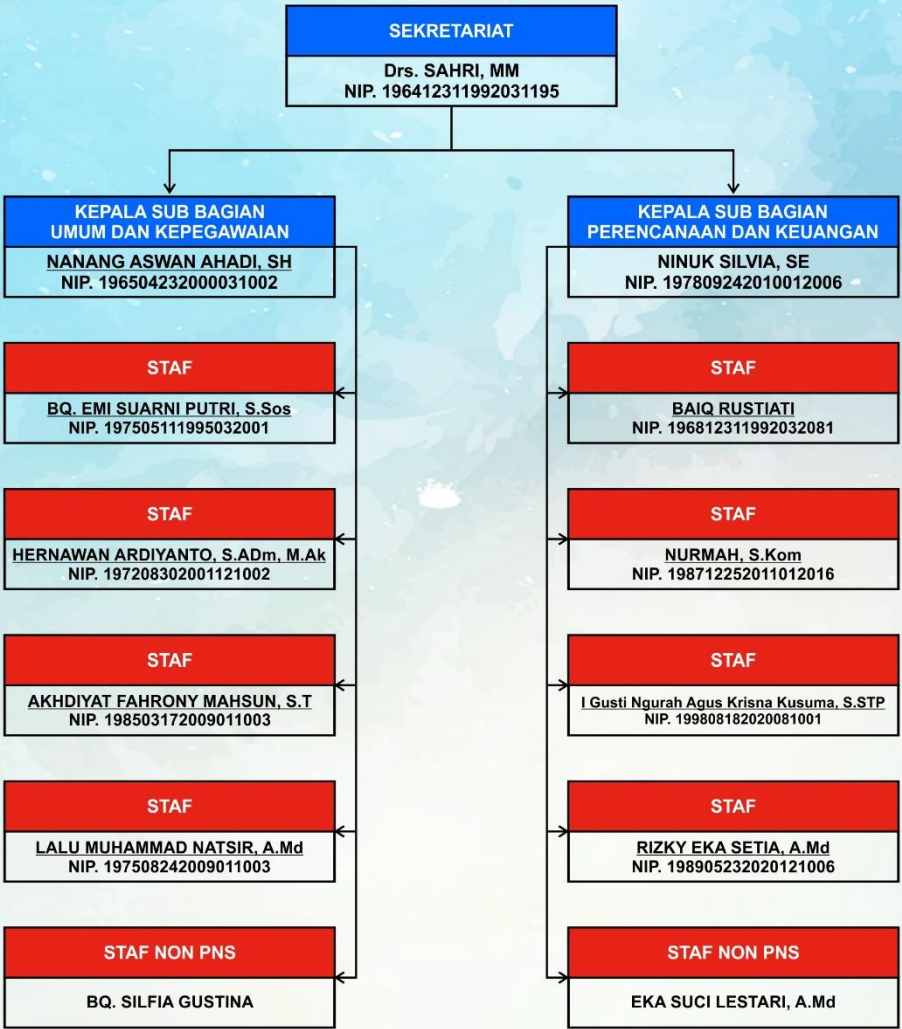 SEKRETARIAT
Drs. SAHRI, MM
NIP. 196412311992031195
KEPALA SUB BAGIAN
UMUM DAN KEPEGAWAIAN
NANANG ASWAN AHADI, SH
NIP. 196504232000031002
STAF
BQ. EMI SUARNI PUTRI, S.Sos
NIP. 197505111995032001
STAF
HERNAWAN ARDIYANTO, S.ADm, M.Ak
NIP. 197208302001121002
STAF
AKHDIYAT FAHRONY MAHSUN, S.T
NIP. 198503172009011003
STAF
LALU MUHAMMAD NATSIR, A.Md
NIP. 197508242009011003
STAF NON PNS
BQ. SILFIA GUSTINA
KEPALA SUB BAGIAN
PERENCANAAN DAN KEUANGAN
NINUK SILVIA, SE
NIP. 197809242010012006
STAF
BAIQ RUSTIATI
NIP. 196812311992032081
STAF
NURMAH, S.Kom
NIP. 198712252011012016
STAF
I Gusti Ngurah Agus Krisna Kusuma, S.STP
NIP. 199808182020081001
STAF
RIZKY EKA SETIA, A.Md
NIP. 198905232020121006
STAF NON PNS
EKA SUCI LESTARI, A.Md